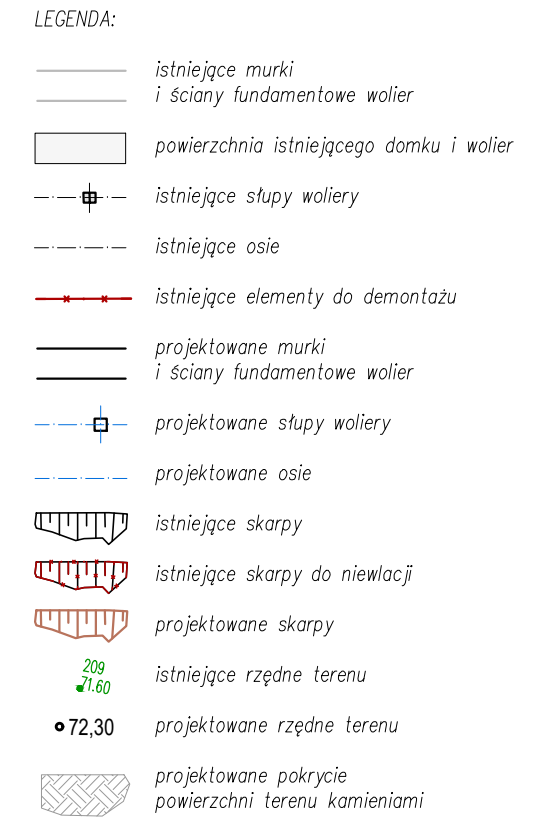 LEGENDA:
istniejące murki
i ściany fundamentowe wolier
powierzchnia istniejącego domku i wolier
istniejące słupy woliery
istniejące osie
istniejące elementy do demontażu
projektowane murki
i ściany fundamentowe wolier
projektowane słupy woliery
projektowane osie
istniejące skarpy
istniejące skarpy do niewlacji
projektowane skarpy
209
71.60
istniejące rzędne terenu
72,30
projektowane rzędne terenu
projektowane pokrycie
powierzchni terenu kamieniami